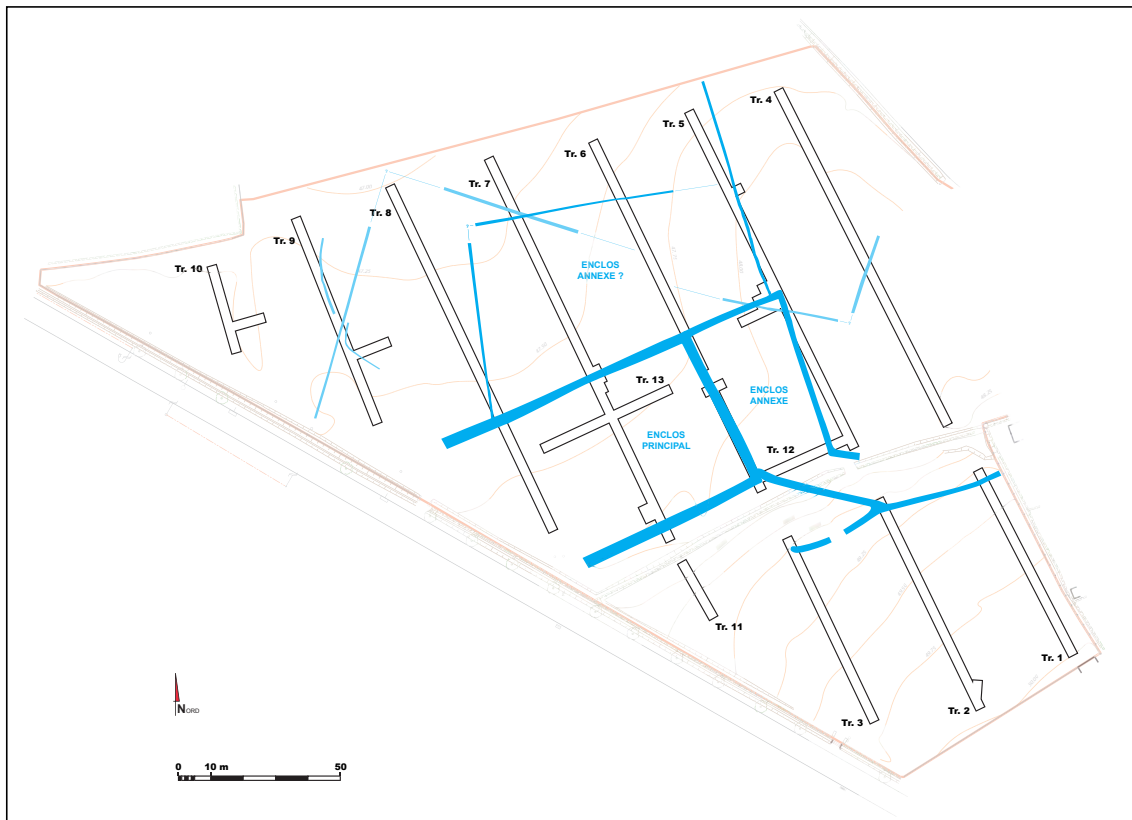 Tr. 4
Tr. 5
Tr. 6
Tr. 7
Tr. 8
Tr. 9
Tr. 10
ENCLOS
ANNEXE ?
Tr. 13
ENCLOS
ANNEXE
ENCLOS
PRINCIPAL
Tr. 12
Tr. 11
Tr. 1
Tr. 2
Tr. 3
NORD
0 10 m 50